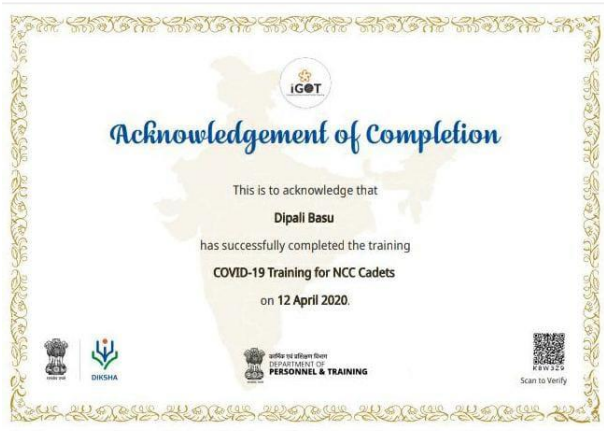 iGOT
Acknowledgement of Completion
This is to acknowledge that
Dipali Basu
has successfully completed the training
COVID-19 Training for NCC Cadets
on 12 April 2020.
DIKSHA
कार्मिक एवं प्रशिक्षण विभाग
DEPARTMENT OF
PERSONNEL & TRAINING
K8W3Z9
Scan to Verify